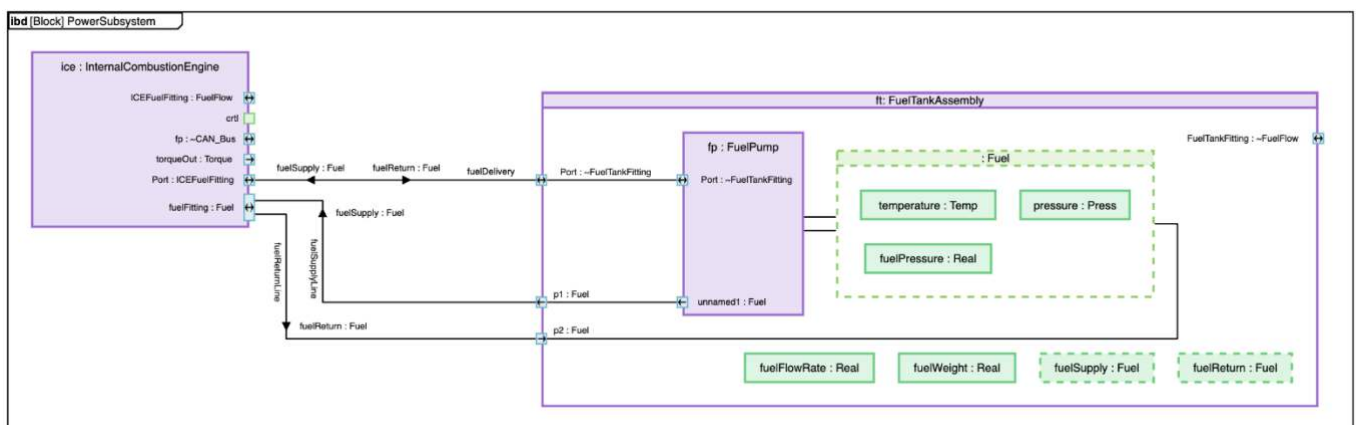 ibd [Block] PowerSubsystem
ice : InternalCombustionEngine
ICEFuelFitting : FuelFlow
crtl
fp : ~CAN_Bus
torqueOut : Torque
Port : ICEFuelFitting
fuelFitting : Fuel
fuelSupply : Fuel
fuelReturn : Fuel
fuelDelivery
fuelSupply : Fuel
fuelReturnLine
fuelSupplyLine
fuelReturn : Fuel
ft: FuelTankAssembly
FuelTankFitting : ~FuelFlow
Port : ~FuelTankFitting
fp : FuelPump
Port : ~FuelTankFitting
unnamed1 : Fuel
p1 : Fuel
p2 : Fuel
: Fuel
temperature : Temp
pressure : Press
fuelPressure : Real
fuelFlowRate : Real
fuelWeight : Real
fuelSupply : Fuel
fuelReturn : Fuel